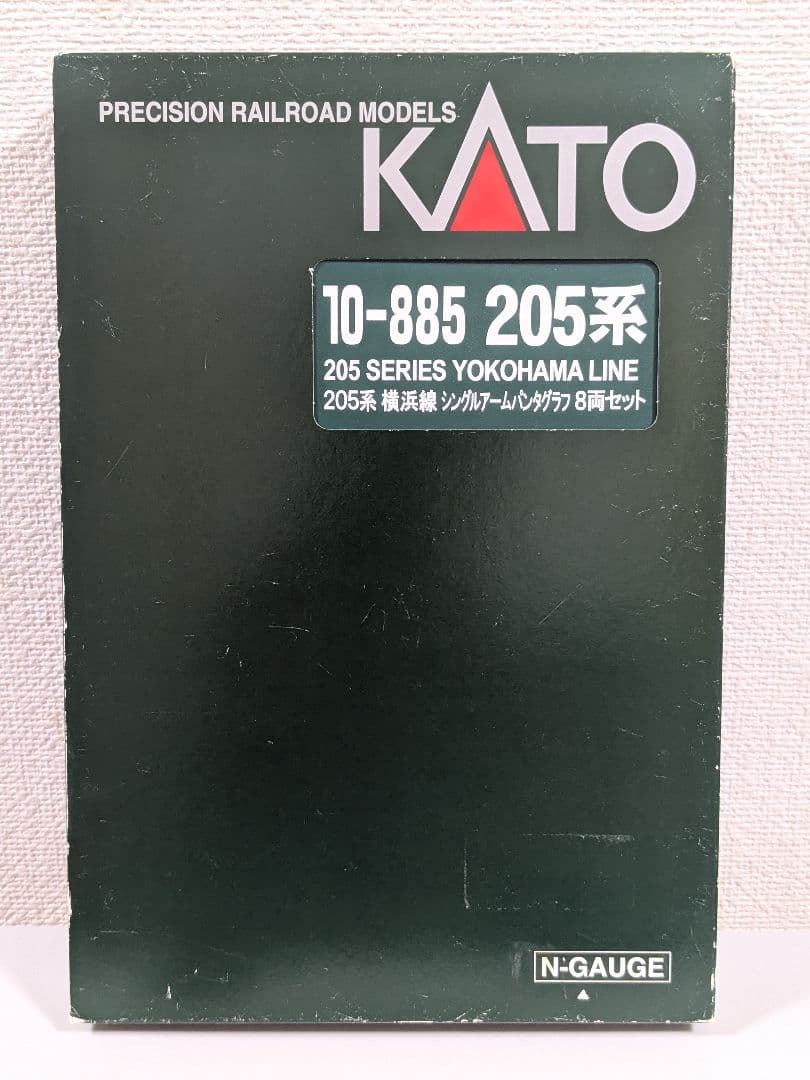 PRECISION RAILROAD MODELS
KATO
10-885 205系
205 SERIES YOKOHAMA LINE
205系 横浜線 シングルアームパンタグラフ 8両セット
N-GAUGE